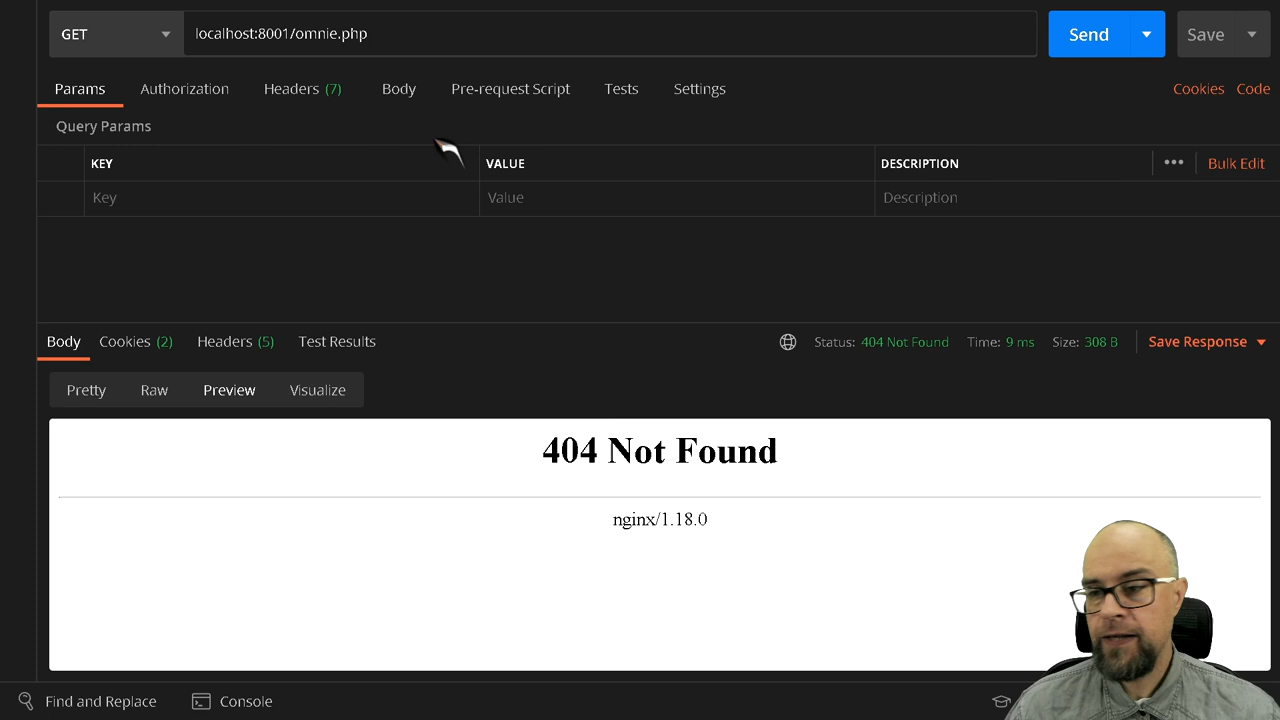 GET
localhost:8001/omnie.php
Send
Save
Params
Authorization
Headers (7)
Body
Pre-request Script
Tests
Settings
Cookies
Code
Query Params
KEY
VALUE
DESCRIPTION
•••
Bulk Edit
Key
Value
Description
Body
Cookies (2)
Headers (5)
Test Results
Status: 404 Not Found
Time: 9 ms
Size: 308 B
Save Response
Pretty
Raw
Preview
Visualize
404 Not Found
nginx/1.18.0
Find and Replace
Console